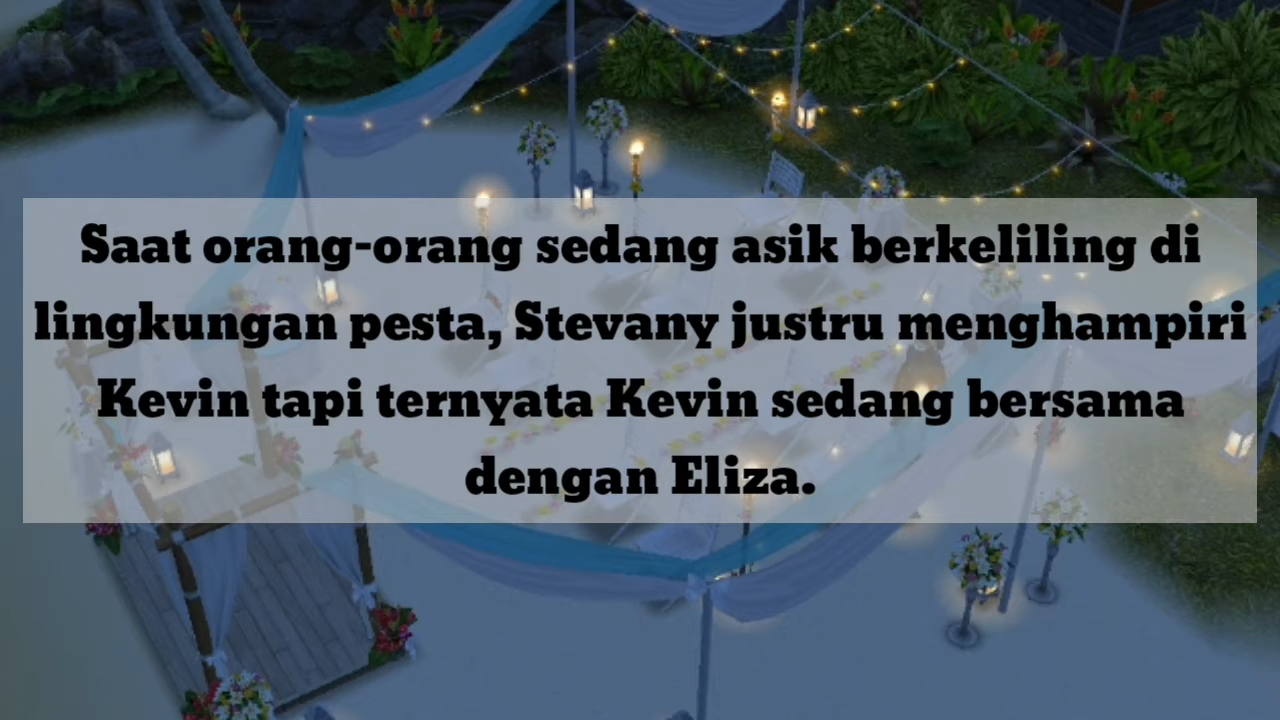 Saat orang-orang sedang asik berkeliling di
lingkungan pesta, Stevany justru menghampiri
Kevin tapi ternyata Kevin sedang bersama
dengan Eliza.